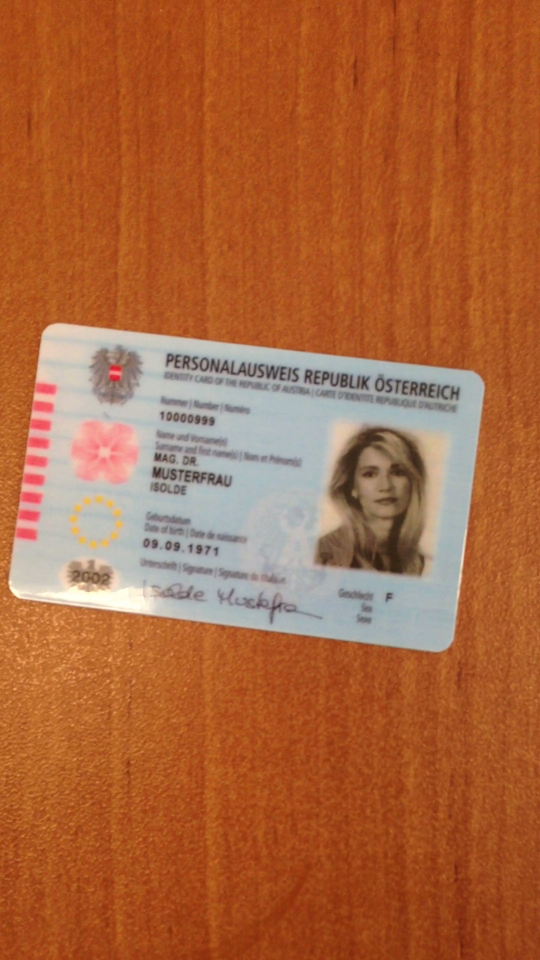 PERSONALAUSWEIS REPUBLIK ÖSTERREICH
IDENTITY CARD OF THE REPUBLIC OF AUSTRIA | CARTE D'IDENTITE REPUBLIQUE D'AUTRICHE
Nummer | Number | Numéro
10000999
Name und Vorname(n)
Surname and first name(s) | Nom et Prénom(s)
MAG. DR.
MUSTERFRAU
ISOLDE
Geburtsdatum
Date of birth | Date de naissance
09.09.1971
Unterschrift | Signature | Signature du titulaire
Isolde Musterfrau
Geschlecht F
Sex
Sexe
2002